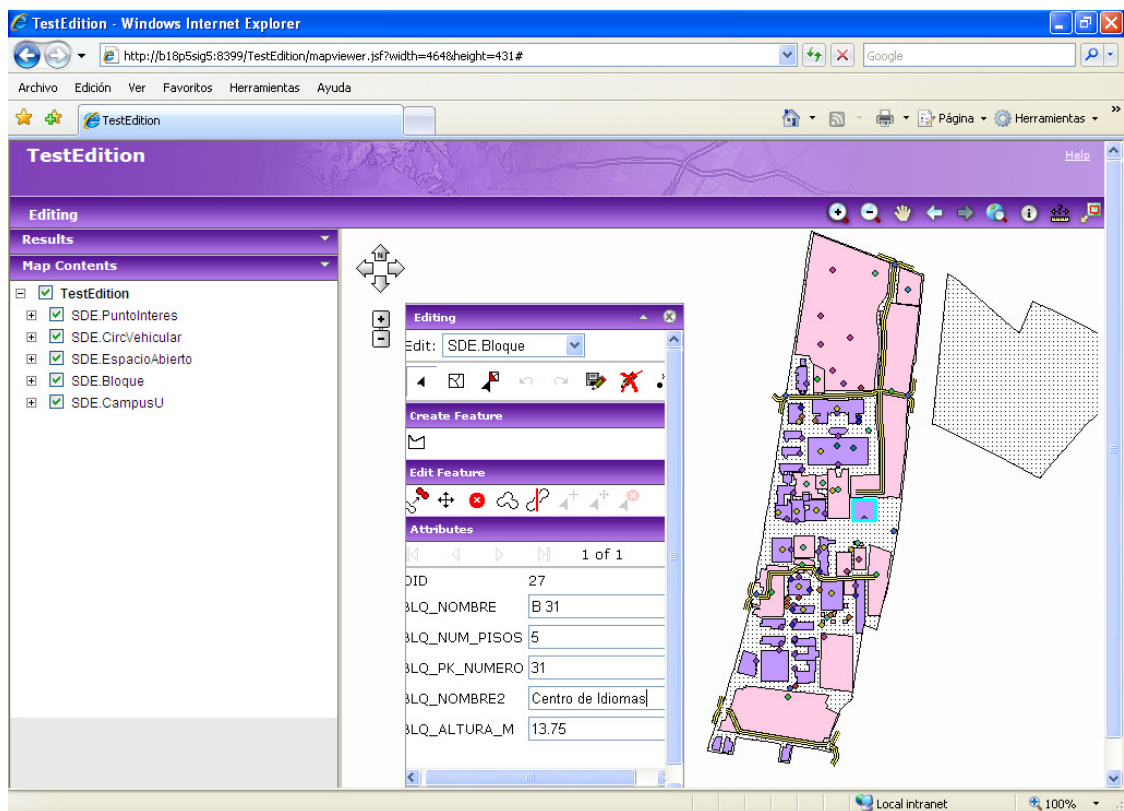 TestEdition - Windows Internet Explorer
http://b18p5sig5:8399/TestEdition/mapviewer.jsf?width=464&height=431#
Google
Archivo Edición Ver Favoritos Herramientas Ayuda
TestEdition
Página
Herramientas
»
TestEdition
Help
Editing
Results
Map Contents
TestEdition
SDE.PuntoInteres
SDE.CircVehicular
SDE.EspacioAbierto
SDE.Bloque
SDE.CampusU
N
Editing
Edit: SDE.Bloque
Create Feature
Edit Feature
Attributes
1 of 1
OID 27
BLQ_NOMBRE B 31
BLQ_NUM_PISOS 5
BLQ_PK_NUMERO 31
BLQ_NOMBRE2 Centro de Idiomas
BLQ_ALTURA_M 13.75
Local intranet
100%